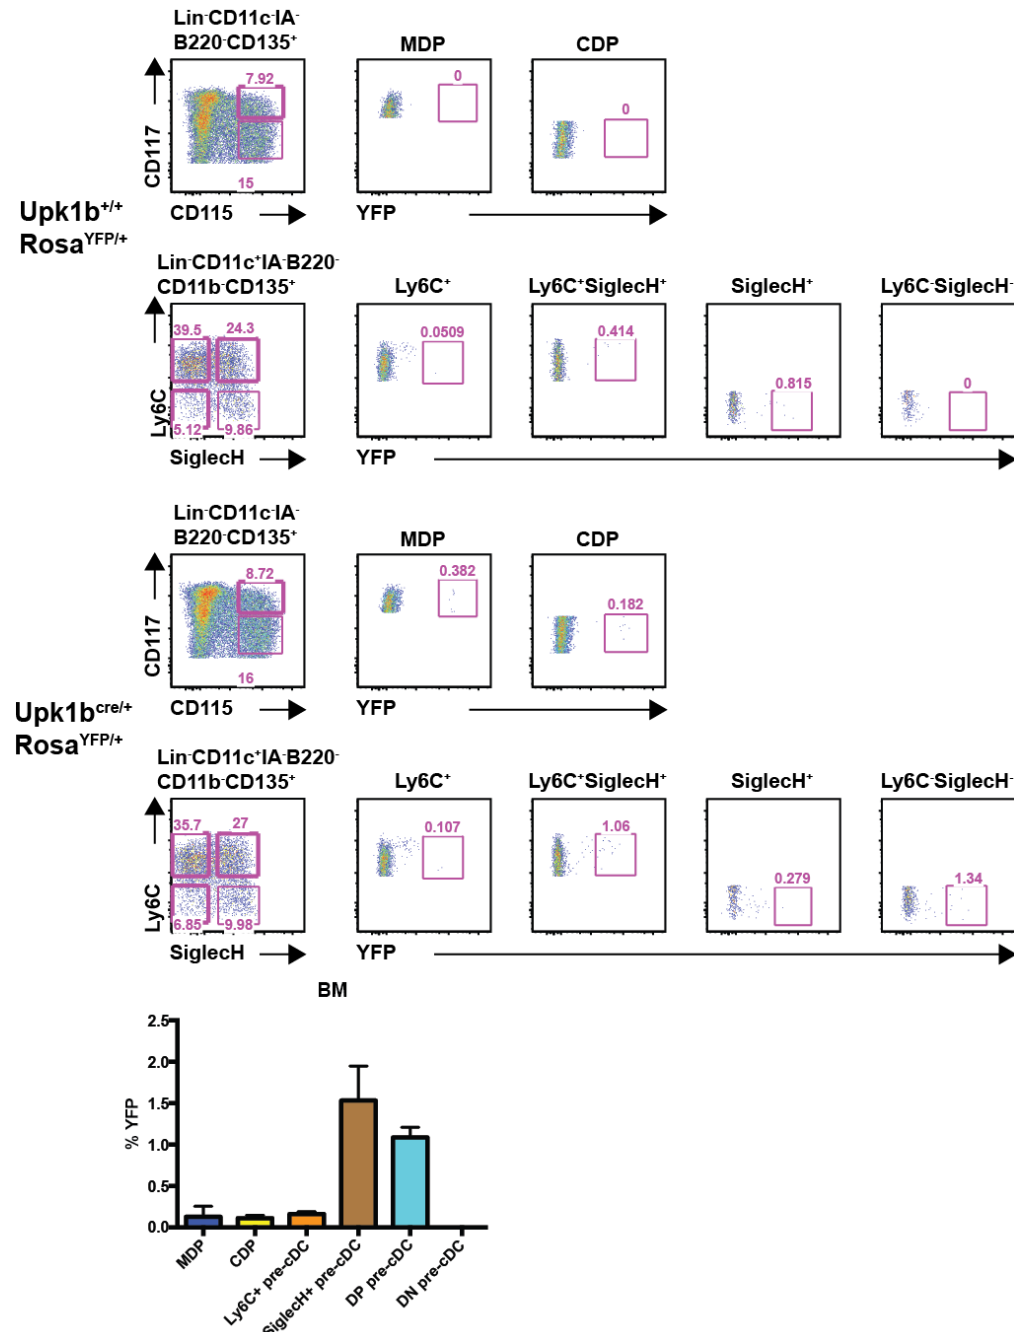 Lin-CD11c-IA-
B220-CD135+
MDP
CDP
7.92
0
0
15
CD117
CD115
YFP
Upk1b+/+
RosaYFP/+
Lin-CD11c+IA-B220-
CD11b-CD135+
Ly6C+
Ly6C+SiglecH+
SiglecH+
Ly6C-SiglecH-
39.5
24.3
0.0509
0.414
0.815
0
5.12
9.86
Ly6C
SiglecH
YFP
Lin-CD11c-IA-
B220-CD135+
MDP
CDP
8.72
0.382
0.182
16
CD117
CD115
YFP
Upk1bcre/+
RosaYFP/+
Lin-CD11c+IA-B220-
CD11b-CD135+
Ly6C+
Ly6C+SiglecH+
SiglecH+
Ly6C-SiglecH-
35.7
27
0.107
1.06
0.279
1.34
6.85
9.98
Ly6C
SiglecH
YFP
BM
2.5
2.0
1.5
1.0
0.5
0.0
% YFP
MDP
CDP
Ly6C+ pre-cDC
SiglecH+ pre-cDC
DP pre-cDC
DN pre-cDC